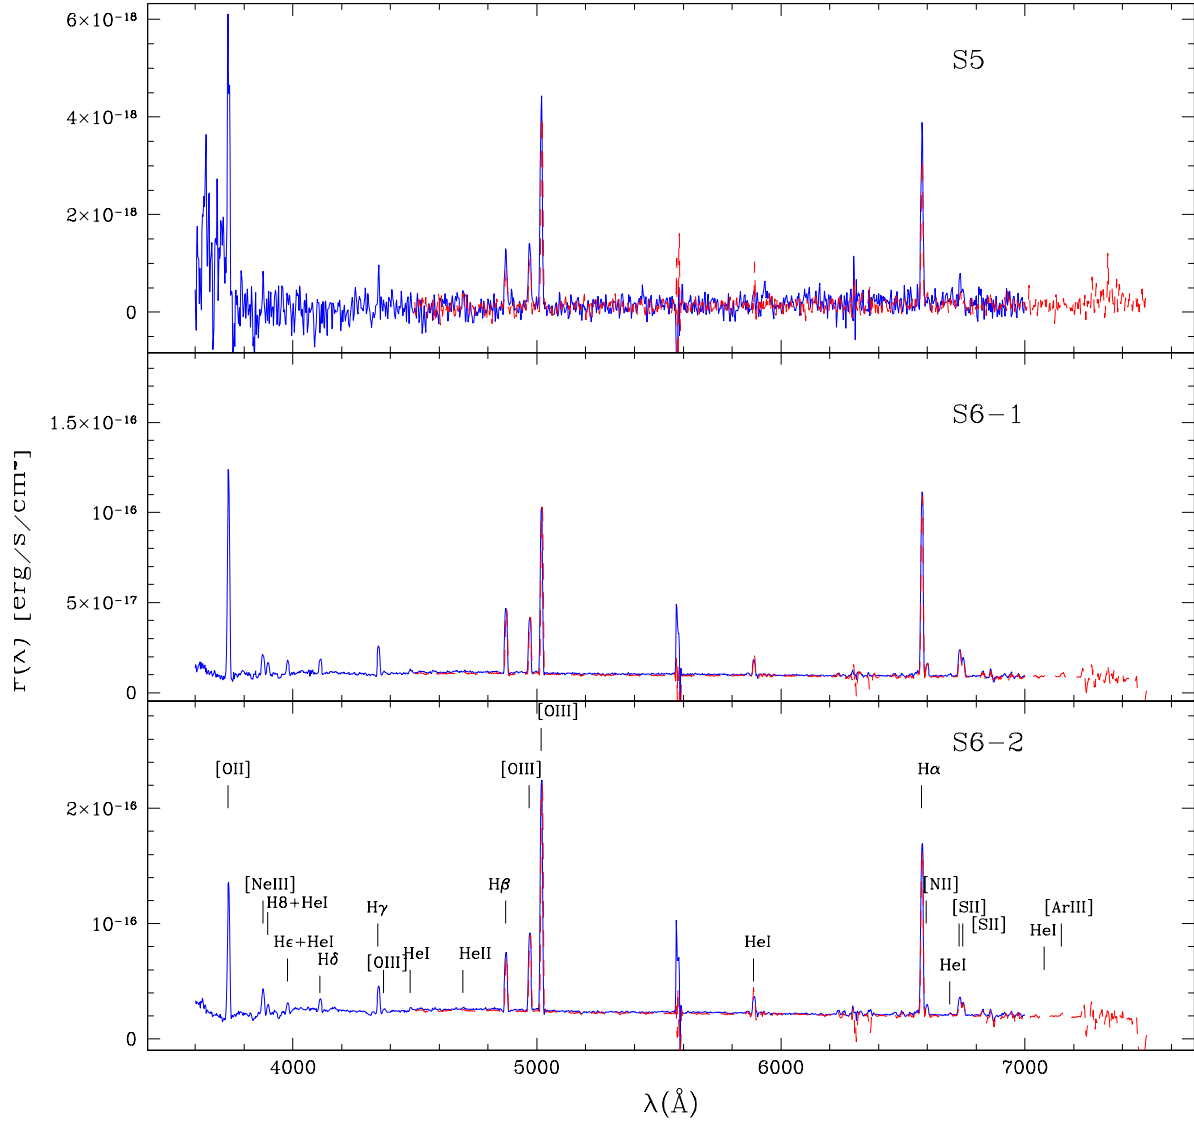 6×10⁻¹⁸
S5
4×10⁻¹⁸
2×10⁻¹⁸
0
S6−1
1.5×10⁻¹⁶
10⁻¹⁶
5×10⁻¹⁷
0
[OIII]
S6−2
[OII]
[OIII]
Hα
2×10⁻¹⁶
[NeIII]
Hβ
[NII]
H8+HeI
Hγ
[SII]
[ArIII]
10⁻¹⁶
[SII]
HeI
Hϵ+HeI
HeI
HeII
HeI
Hδ
[OIII]
HeI
0
4000
5000
6000
7000
λ(Å)
F(λ) [erg/s/cm²]